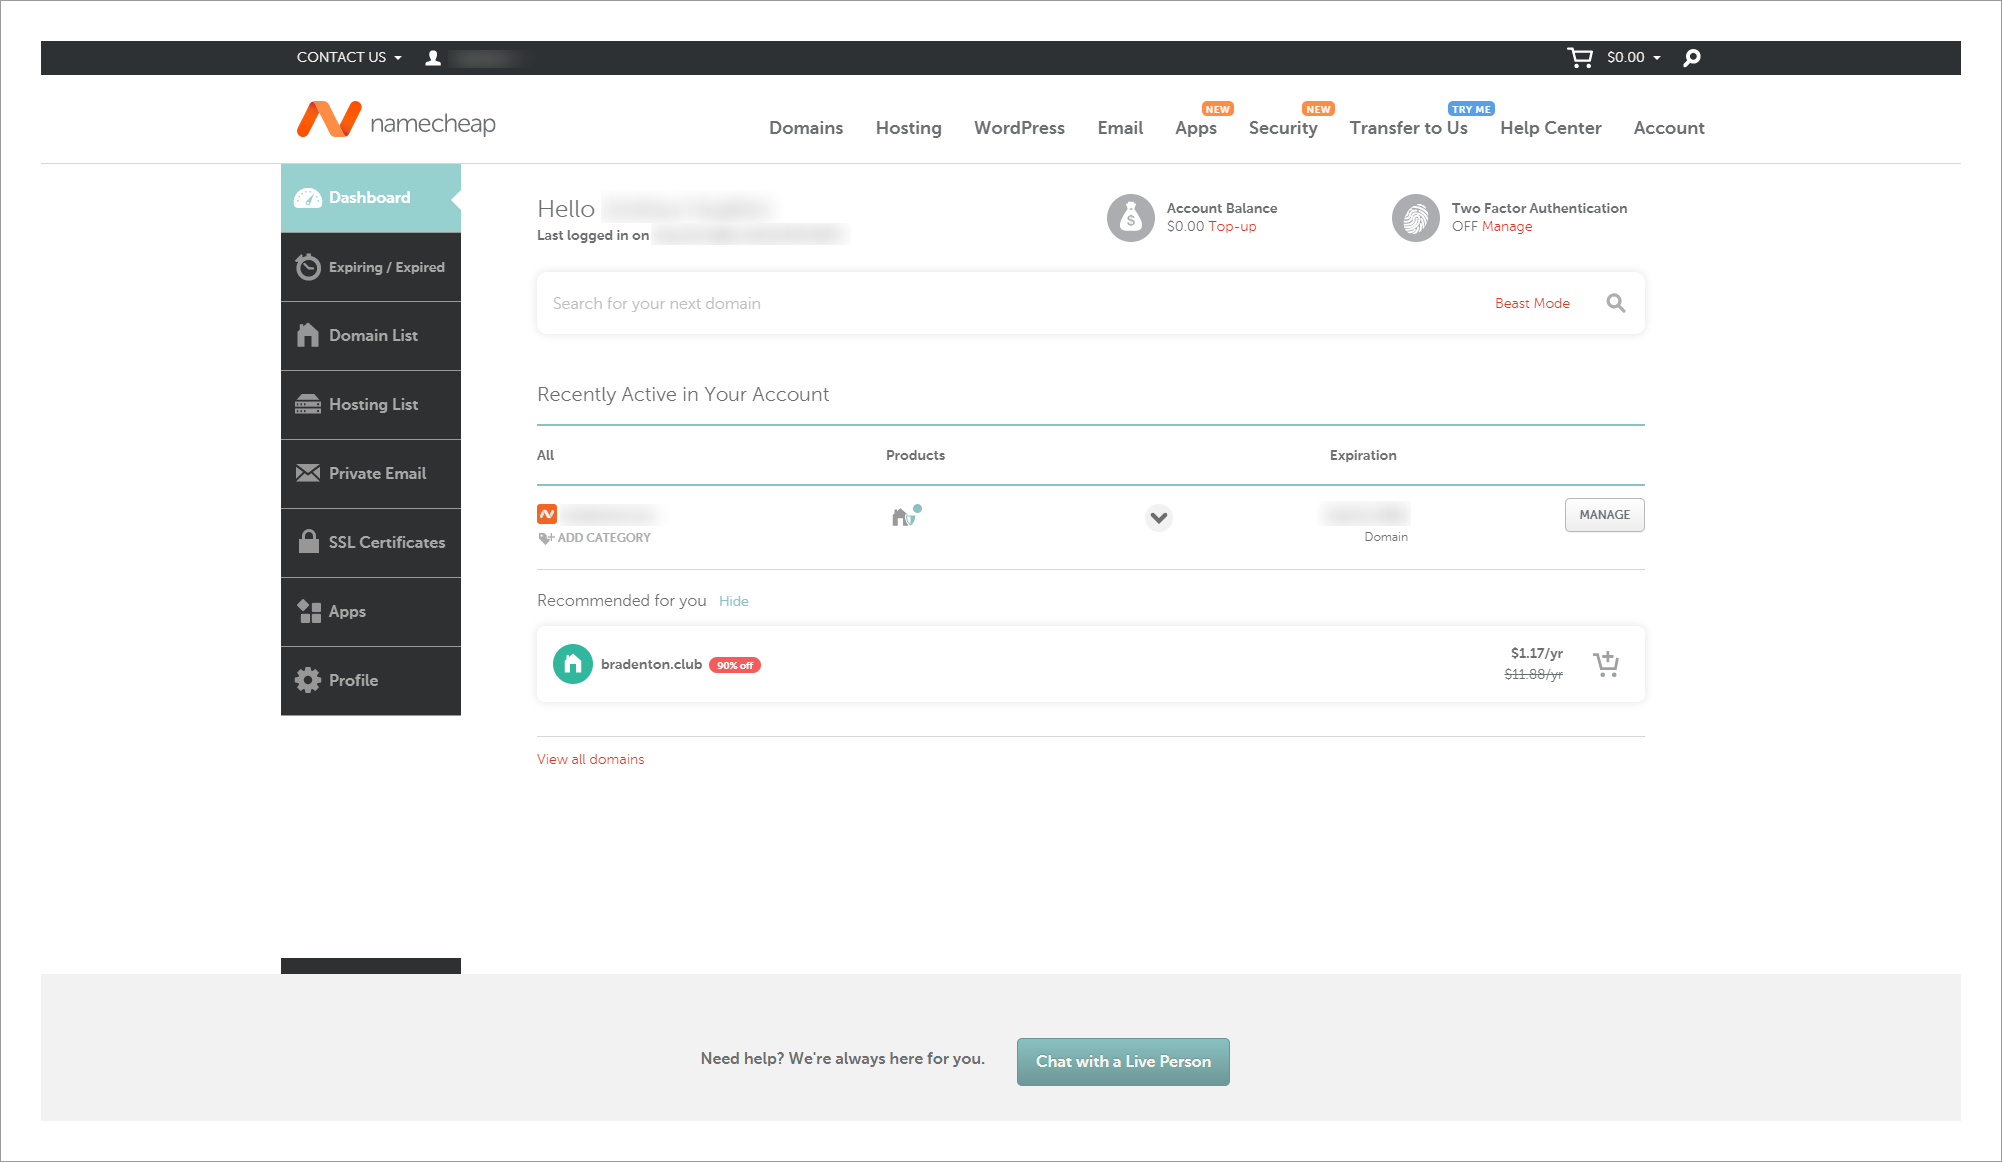 CONTACT US
$0.00
namecheap
Domains
Hosting
WordPress
Email
Apps
NEW
Security
NEW
Transfer to Us
TRY ME
Help Center
Account
Dashboard
Expiring / Expired
Domain List
Hosting List
Private Email
SSL Certificates
Apps
Profile
Hello
Last logged in on
Account Balance
$0.00 Top-up
Two Factor Authentication
OFF Manage
Search for your next domain
Beast Mode
Recently Active in Your Account
All
Products
Expiration
ADD CATEGORY
Domain
MANAGE
Recommended for you Hide
bradenton.club
90% off
$1.17/yr
$11.88/yr
View all domains
Need help? We're always here for you.
Chat with a Live Person